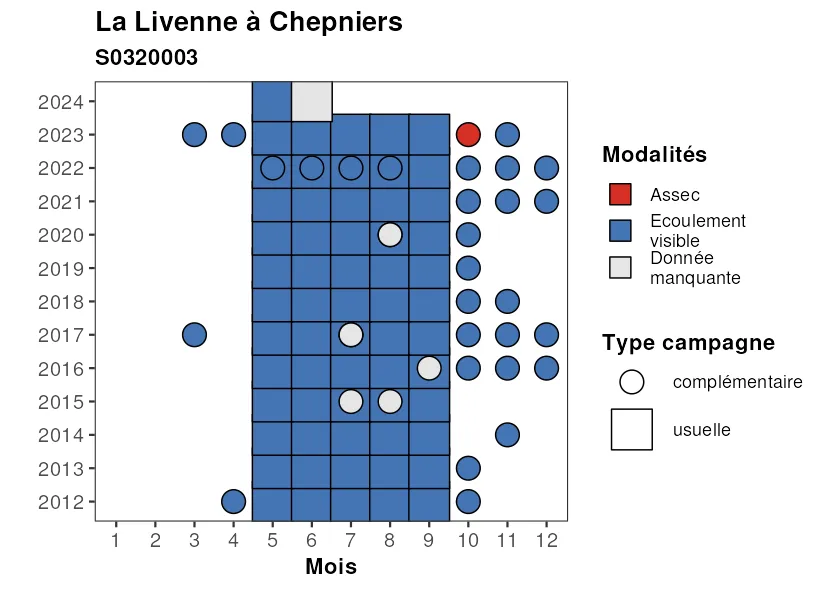 La Livenne à Chepniers
S0320003
2024
2023
2022
2021
2020
2019
2018
2017
2016
2015
2014
2013
2012
1 2 3 4 5 6 7 8 9 10 11 12
Mois
Modalités
Assec
Ecoulement
visible
Donnée
manquante
Type campagne
complémentaire
usuelle